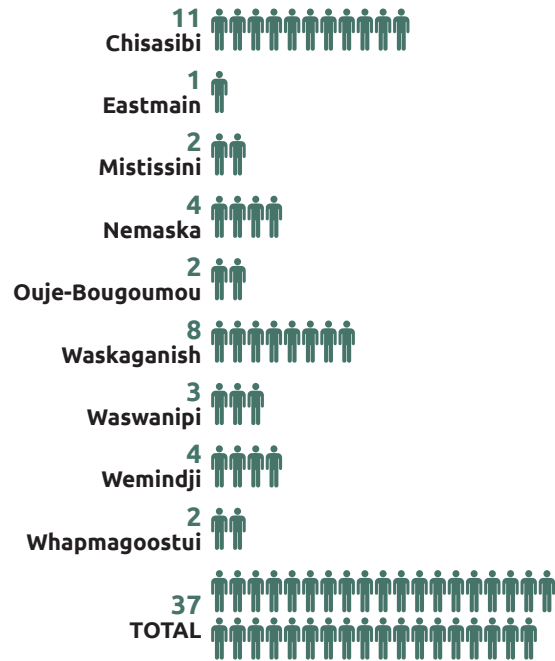 11
Chisasibi
1
Eastmain
2
Mistissini
4
Nemaska
2
Ouje-Bougoumou
8
Waskaganish
3
Waswanipi
4
Wemindji
2
Whapmagoostui
37
TOTAL